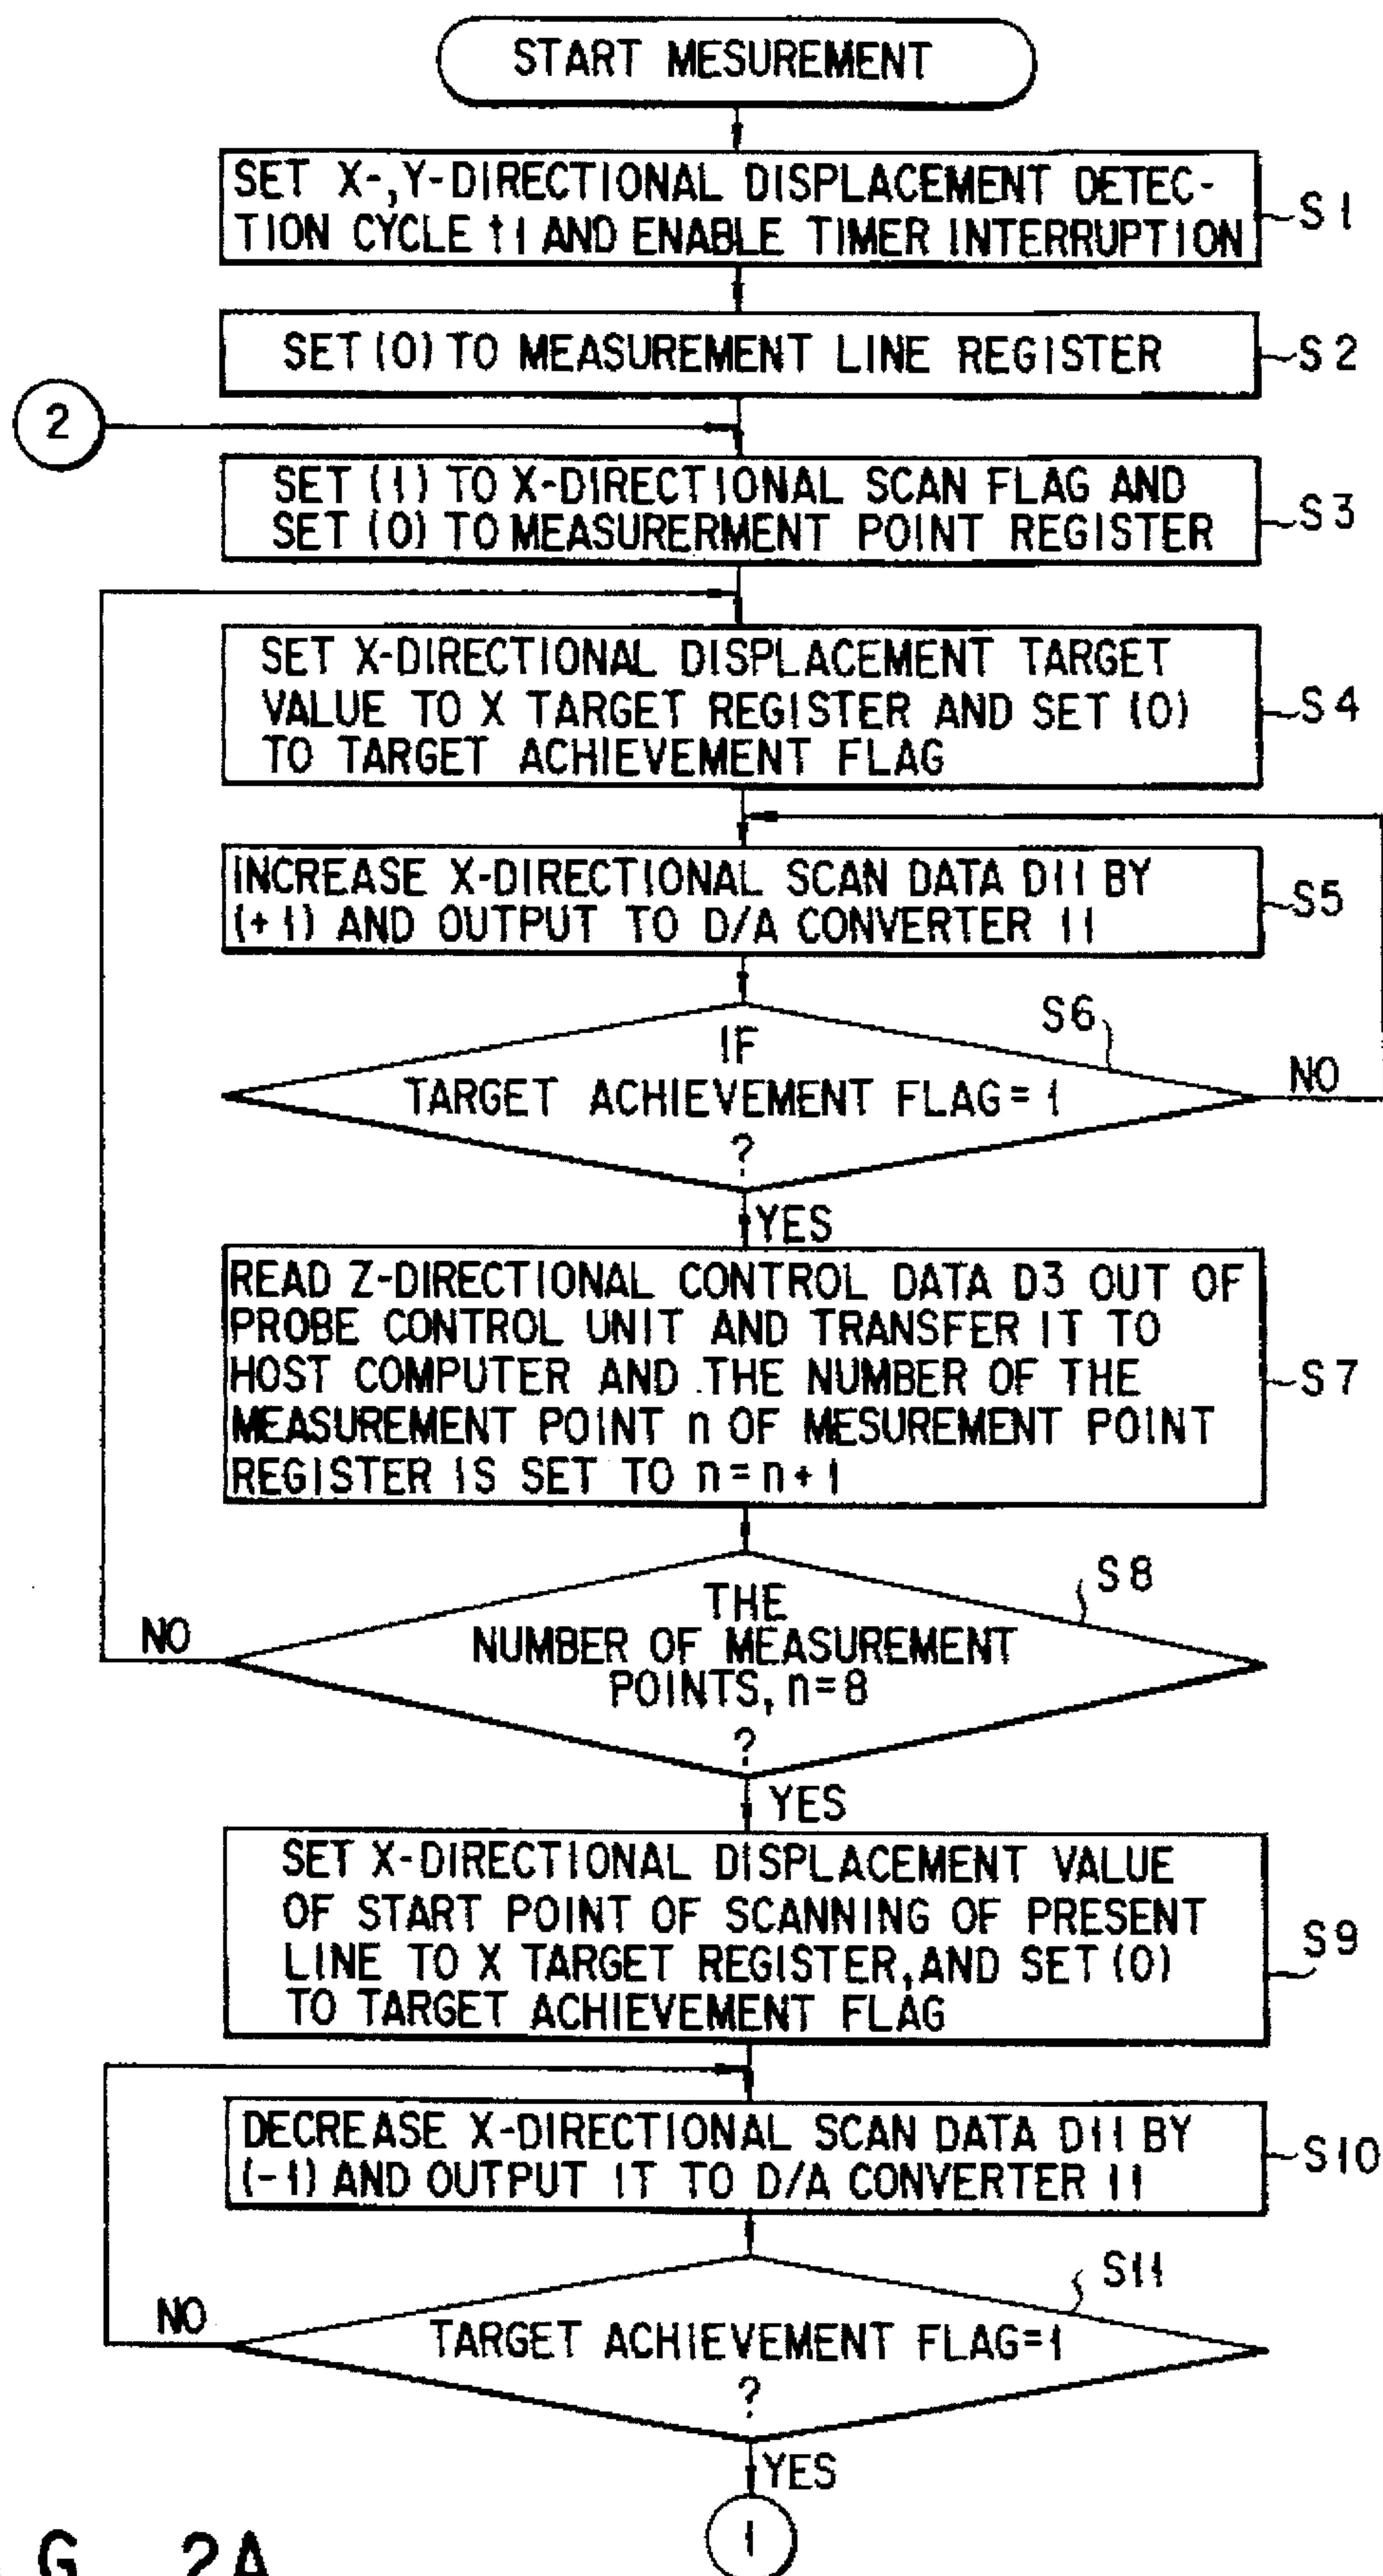 START MESUREMENT
SET X-,Y-DIRECTIONAL DISPLACEMENT DETEC-
TION CYCLE t1 AND ENABLE TIMER INTERRUPTION
S1
SET (0) TO MEASUREMENT LINE REGISTER
S2
2
SET (1) TO X-DIRECTIONAL SCAN FLAG AND
SET (0) TO MEASURERMENT POINT REGISTER
S3
SET X-DIRECTIONAL DISPLACEMENT TARGET
VALUE TO X TARGET REGISTER AND SET (0)
TO TARGET ACHIEVEMENT FLAG
S4
INCREASE X-DIRECTIONAL SCAN DATA D11 BY
(+1) AND OUTPUT TO D/A CONVERTER 11
S5
S6
IF
TARGET ACHIEVEMENT FLAG = 1
?
NO
YES
READ Z-DIRECTIONAL CONTROL DATA D3 OUT OF
PROBE CONTROL UNIT AND TRANSFER IT TO
HOST COMPUTER AND THE NUMBER OF THE
MEASUREMENT POINT n OF MESUREMENT POINT
REGISTER IS SET TO n = n + 1
S7
S8
THE
NUMBER OF MEASUREMENT
POINTS, n=8
?
NO
YES
SET X-DIRECTIONAL DISPLACEMENT VALUE
OF START POINT OF SCANNING OF PRESENT
LINE TO X TARGET REGISTER, AND SET (0)
TO TARGET ACHIEVEMENT FLAG
S9
DECREASE X-DIRECTIONAL SCAN DATA D11 BY
(-1) AND OUTPUT IT TO D/A CONVERTER 11
S10
S11
TARGET ACHIEVEMENT FLAG=1
?
NO
YES
1
G. 2A